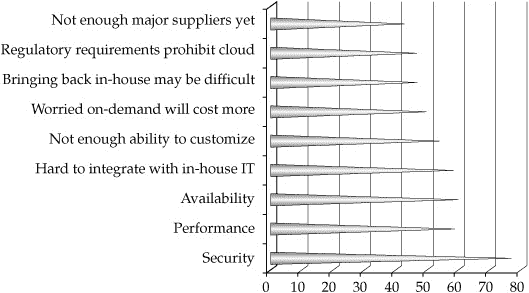 Not enough major suppliers yet
Regulatory requirements prohibit cloud
Bringing back in-house may be difficult
Worried on-demand will cost more
Not enough ability to customize
Hard to integrate with in-house IT
Availability
Performance
Security
0 10 20 30 40 50 60 70 80